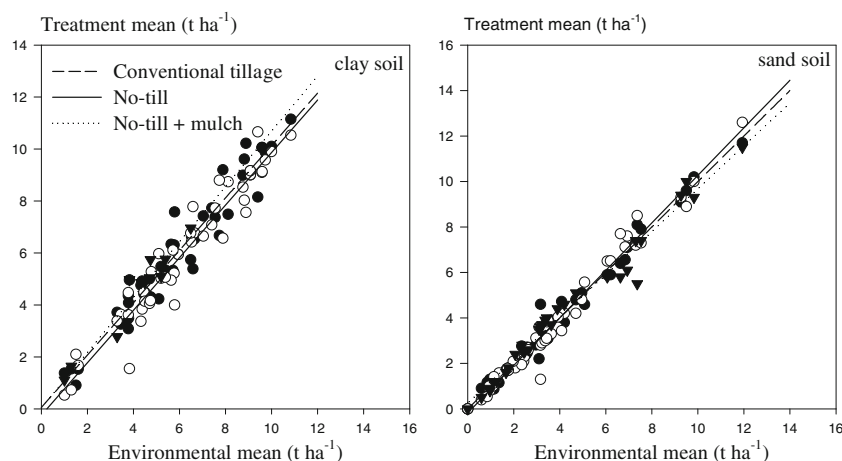 Treatment mean (t ha⁻¹)
14
12
10
8
6
4
2
0
0 2 4 6 8 10 12 14 16
Environmental mean (t ha⁻¹)
clay soil
Conventional tillage
No-till
No-till + mulch
Treatment mean (t ha⁻¹)
16
14
12
10
8
6
4
2
0
0 2 4 6 8 10 12 14 16
Environmental mean (t ha⁻¹)
sand soil